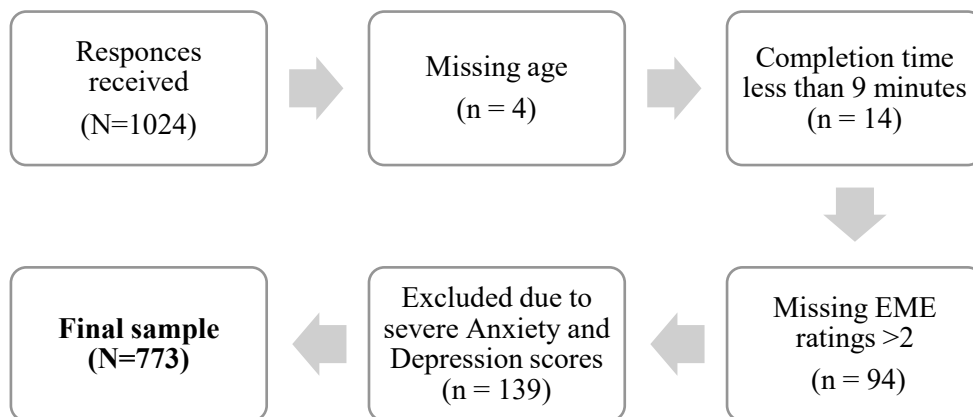 Responces
received
(N=1024)
Missing age
(n = 4)
Completion time
less than 9 minutes
(n = 14)
Missing EME
ratings >2
(n = 94)
Excluded due to
severe Anxiety and
Depression scores
(n = 139)
Final sample
(N=773)